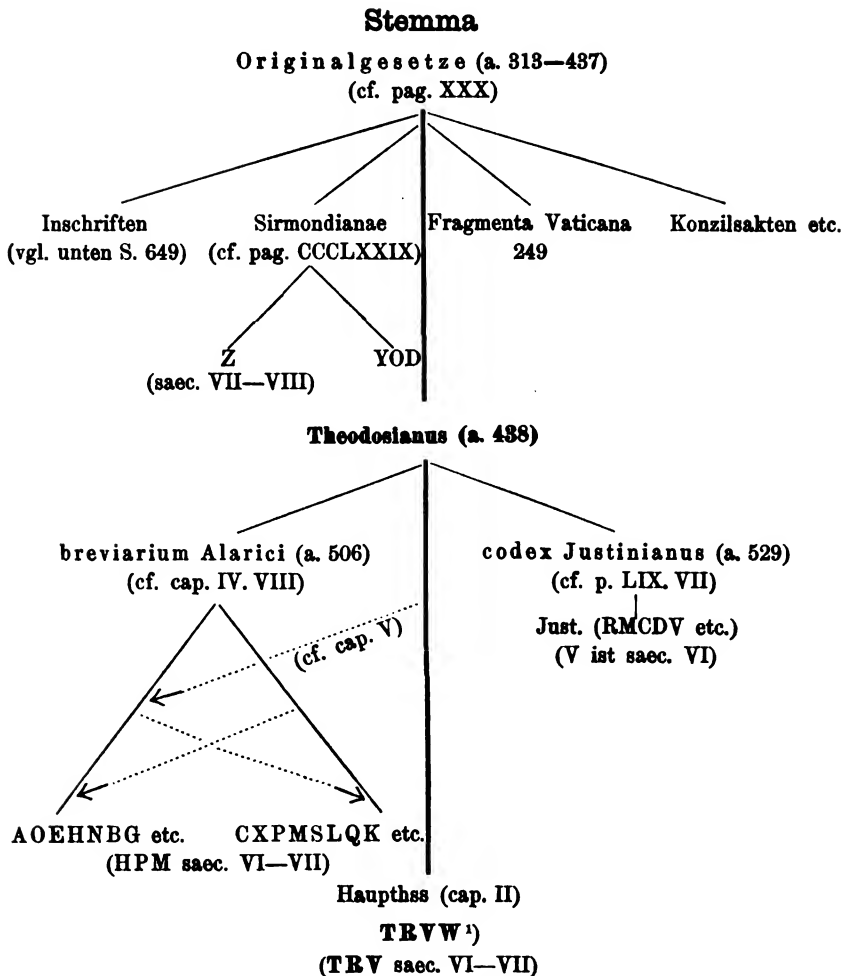 Stemma
Originalgesetze (a. 313—437)
(cf. pag. XXX)
Inschriften
(vgl. unten S. 649)
Sirmondianae
(cf. pag. CCCLXXIX)
Fragmenta Vaticana
249
Konzilsakten etc.
Z
(saec. VII—VIII)
YOD
Theodosianus (a. 438)
breviarium Alarici (a. 506)
(cf. cap. IV. VIII)
codex Justinianus (a. 529)
(cf. p. LIX. VII)
Just. (RMCDV etc.)
(V ist saec. VI)
(cf. cap. V)
AOEHNBG etc.
CXPMSLQK etc.
(HPM saec. VI—VII)
Haupthss (cap. II)
TRVW ¹)
(TRV saec. VI—VII)